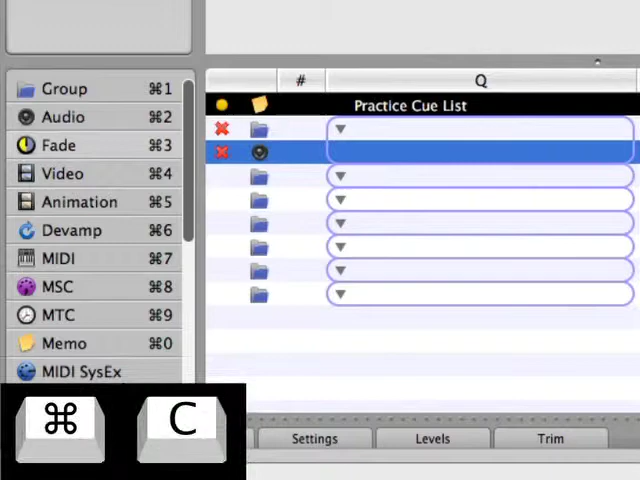 # Q
Practice Cue List
Group ⌘1
Audio ⌘2
Fade ⌘3
Video ⌘4
Animation ⌘5
Devamp ⌘6
MIDI ⌘7
MSC ⌘8
MTC ⌘9
Memo ⌘0
MIDI SysEx
⌘ C
Settings Levels Trim